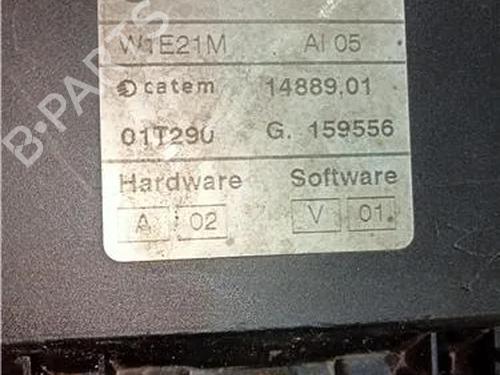 W1E21M AI 05
catem 14889.01
01T290 G. 159556
Hardware Software
A 02 V 01
B-PARTS